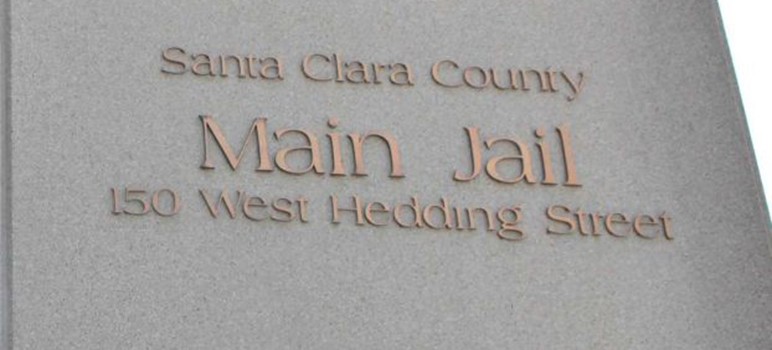 Santa Clara County
Main Jail
150 West Hedding Street